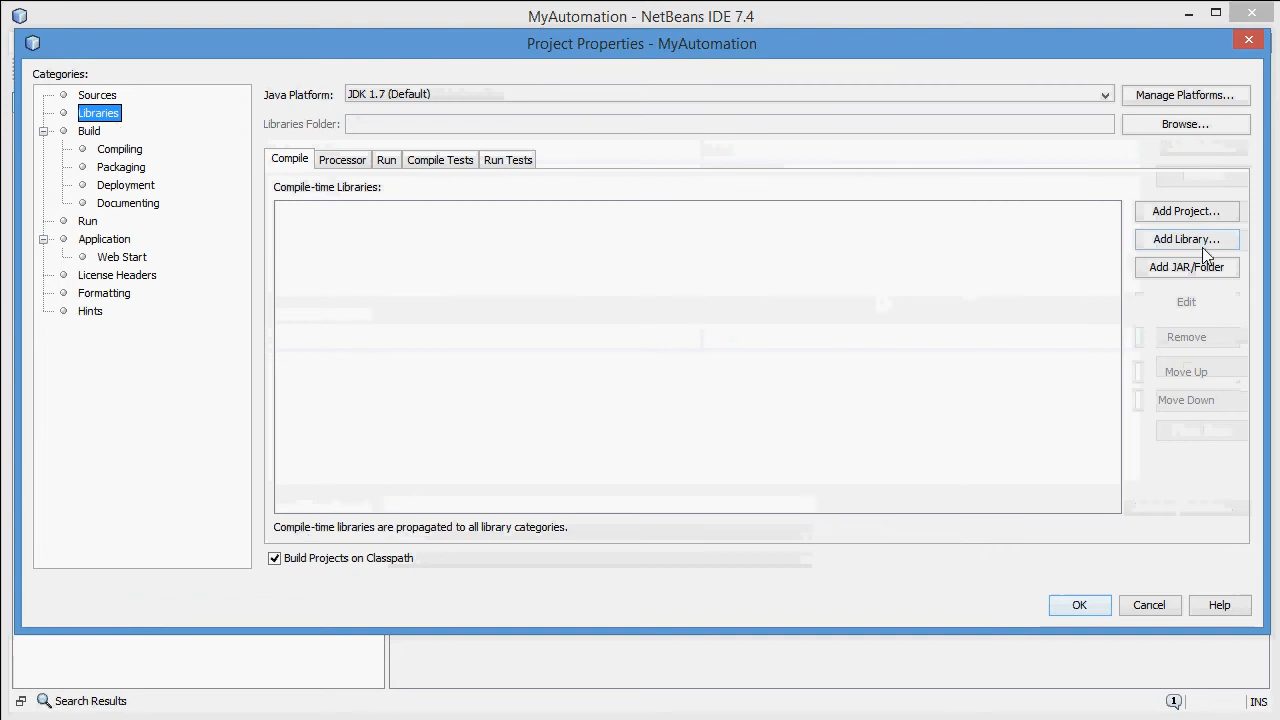 MyAutomation - NetBeans IDE 7.4
Project Properties - MyAutomation
Categories:
Sources
Libraries
Build
Compiling
Packaging
Deployment
Documenting
Run
Application
Web Start
License Headers
Formatting
Hints
Java Platform:
JDK 1.7 (Default)
Manage Platforms...
Libraries Folder:
Browse...
Compile
Processor
Run
Compile Tests
Run Tests
Compile-time Libraries:
Add Project...
Add Library...
Add JAR/Folder
Edit
Remove
Move Up
Move Down
Compile-time libraries are propagated to all library categories.
Build Projects on Classpath
OK
Cancel
Help
Search Results
1
INS